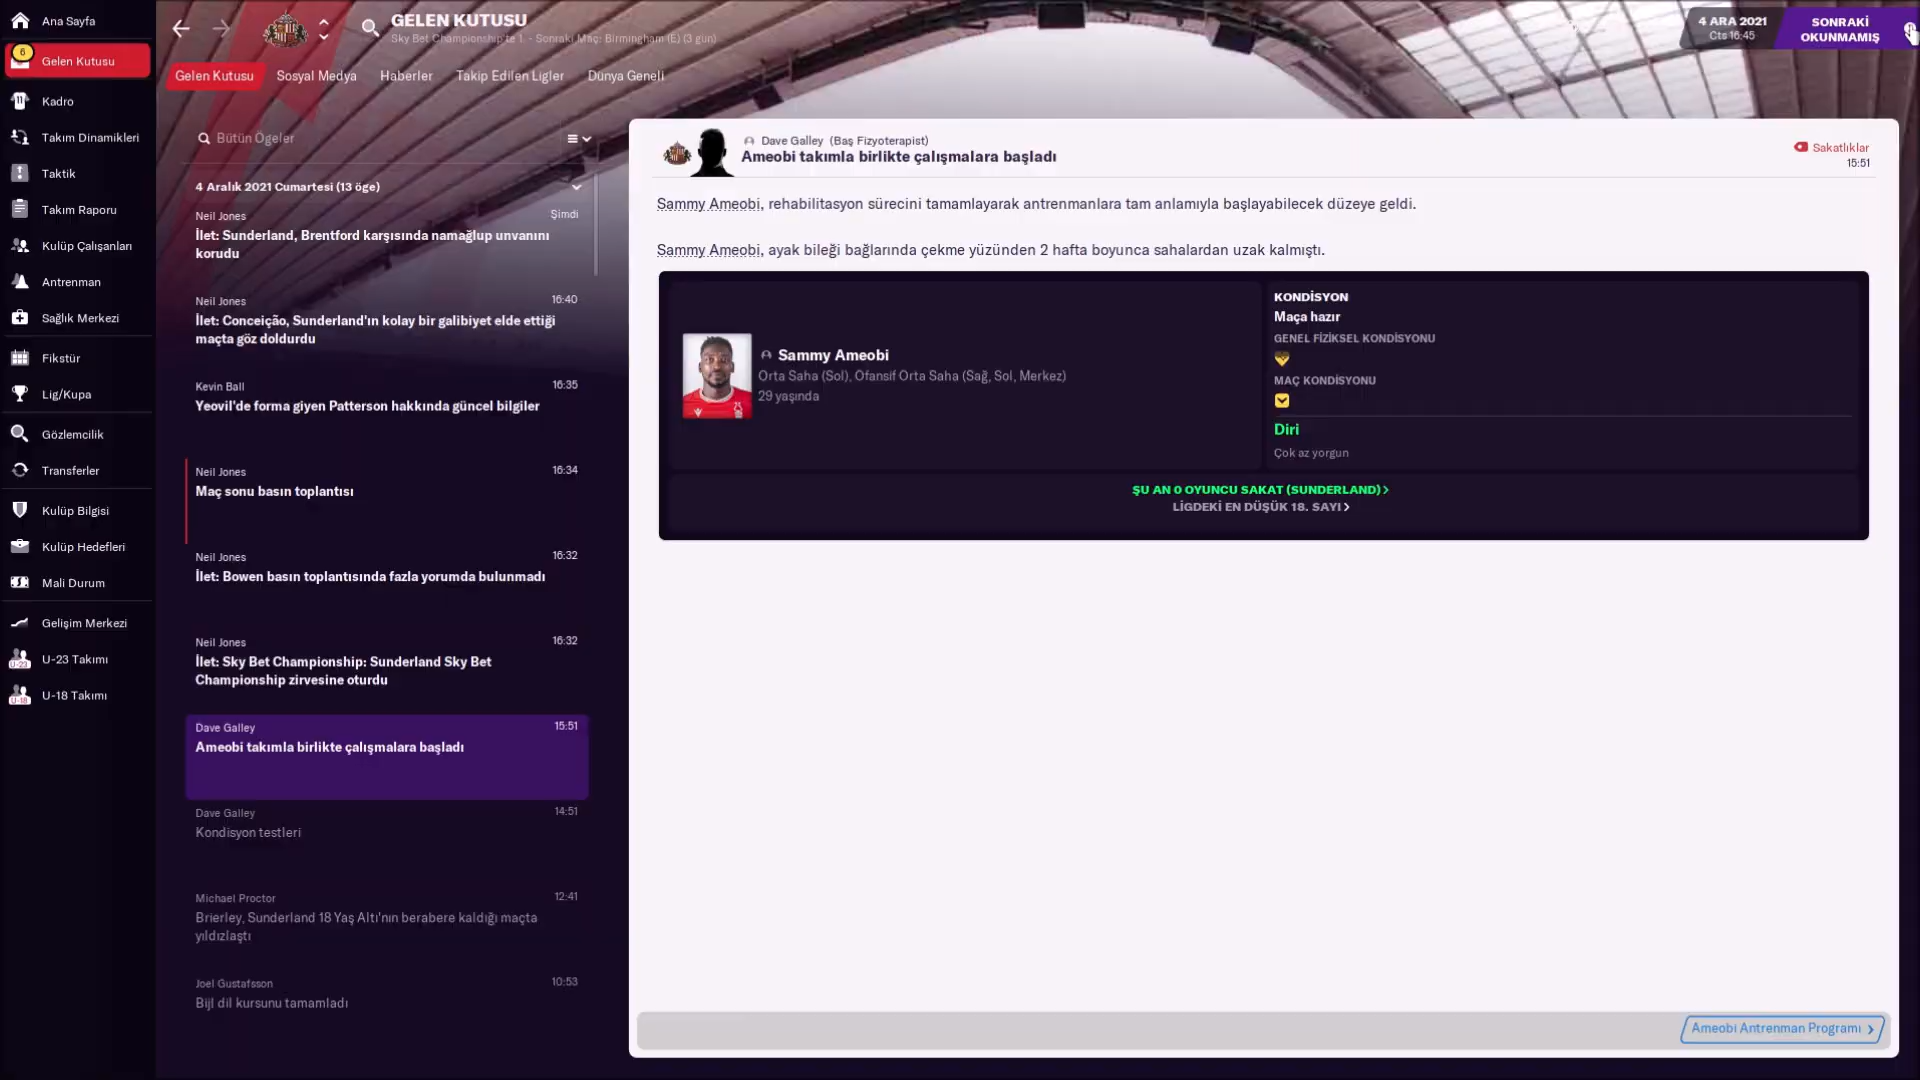 Ana Sayfa
6
Gelen Kutusu
Kadro
Takım Dinamikleri
Taktik
Takım Raporu
Kulüp Çalışanları
Antrenman
Sağlık Merkezi
Fikstür
Lig/Kupa
Gözlemcilik
Transferler
Kulüp Bilgisi
Kulüp Hedefleri
Mali Durum
Gelişim Merkezi
U-23
U-23 Takımı
U-18
U-18 Takımı
GELEN KUTUSU
Sky Bet Championship'te 1. - Sonraki Maç: Birmingham (E) (3 gün)
4 ARA 2021
Cts 16:45
SONRAKİ
OKUNMAMIŞ
Gelen Kutusu
Sosyal Medya
Haberler
Takip Edilen Ligler
Dünya Geneli
Bütün Ögeler
4 Aralık 2021 Cumartesi (13 öge)
Neil Jones
Şimdi
İlet: Sunderland, Brentford karşısında namağlup unvanını
korudu
Neil Jones
16:40
İlet: Conceição, Sunderland'ın kolay bir galibiyet elde ettiği
maçta göz doldurdu
Kevin Ball
16:35
Yeovil'de forma giyen Patterson hakkında güncel bilgiler
Neil Jones
16:34
Maç sonu basın toplantısı
Neil Jones
16:32
İlet: Bowen basın toplantısında fazla yorumda bulunmadı
Neil Jones
16:32
İlet: Sky Bet Championship: Sunderland Sky Bet
Championship zirvesine oturdu
Dave Galley
15:51
Ameobi takımla birlikte çalışmalara başladı
Dave Galley
14:51
Kondisyon testleri
Michael Proctor
12:41
Brierley, Sunderland 18 Yaş Altı'nın berabere kaldığı maçta
yıldızlaştı
Joel Gustafsson
10:53
Bijl dil kursunu tamamladı
Dave Galley (Baş Fizyoterapist)
Ameobi takımla birlikte çalışmalara başladı
Sakatlıklar
15:51
Sammy Ameobi, rehabilitasyon sürecini tamamlayarak antrenmanlara tam anlamıyla başlayabilecek düzeye geldi.
Sammy Ameobi, ayak bileği bağlarında çekme yüzünden 2 hafta boyunca sahalardan uzak kalmıştı.
Sammy Ameobi
Orta Saha (Sol), Ofansif Orta Saha (Sağ, Sol, Merkez)
29 yaşında
KONDİSYON
Maça hazır
GENEL FİZİKSEL KONDİSYONU
MAÇ KONDİSYONU
Diri
Çok az yorgun
ŞU AN 0 OYUNCU SAKAT (SUNDERLAND)
LİGDEKİ EN DÜŞÜK 18. SAYI
Ameobi Antrenman Programı